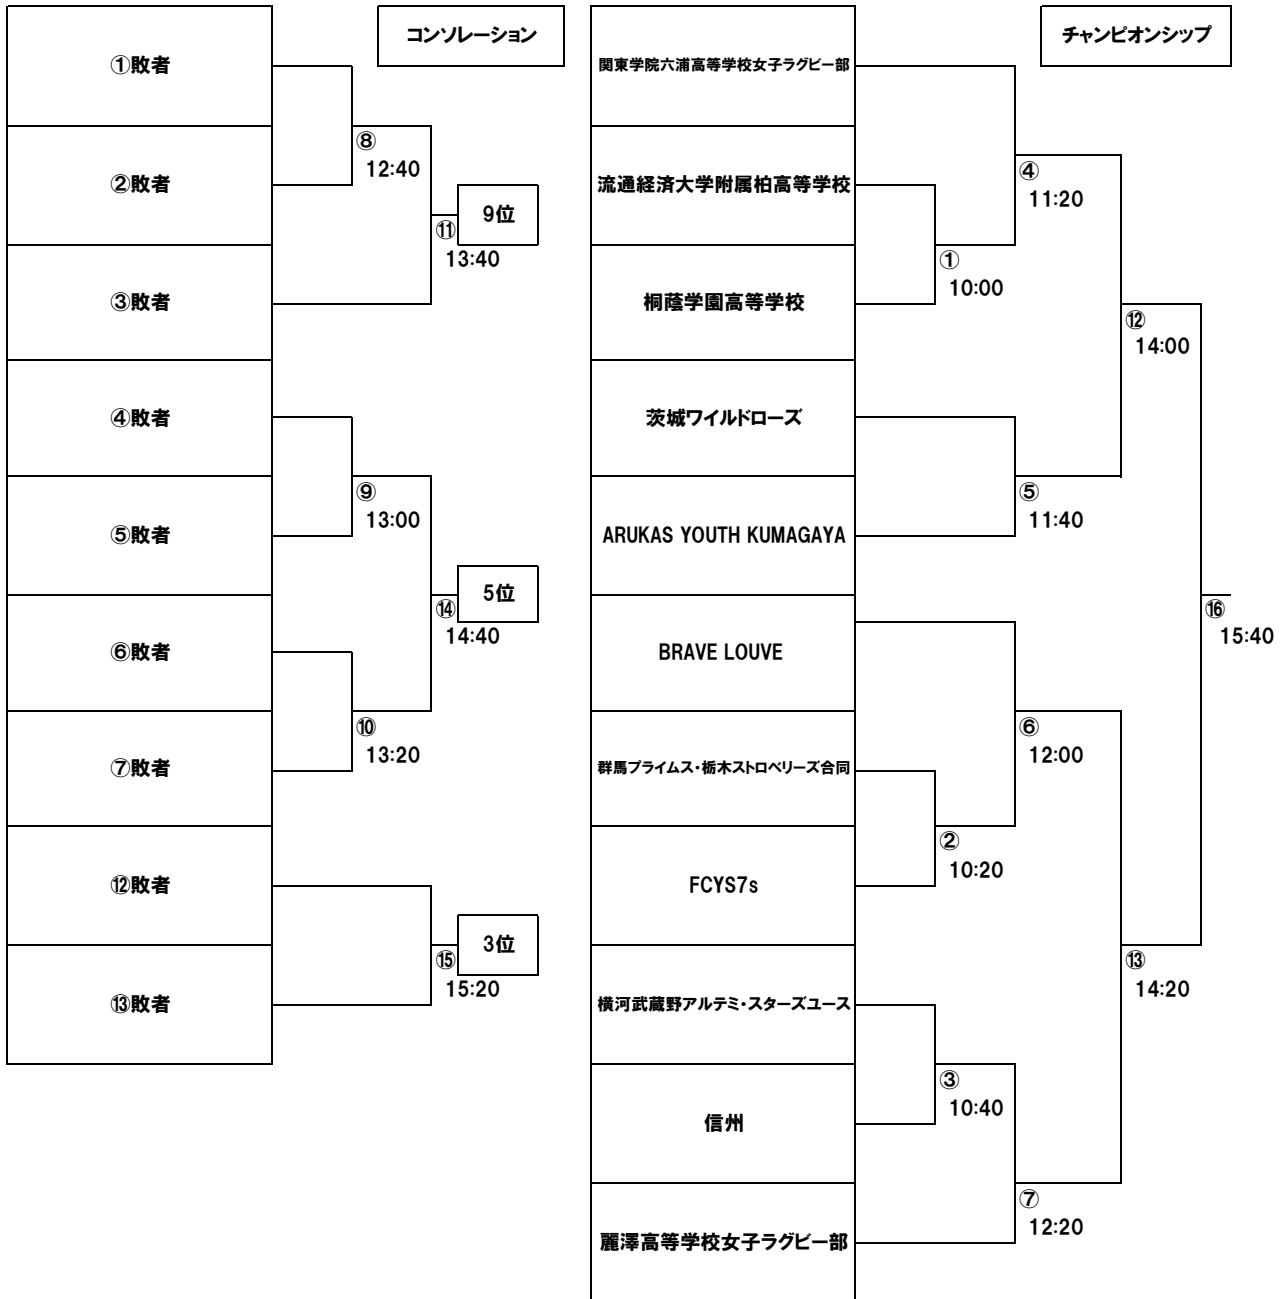 コンソレーション
①敗者
②敗者
③敗者
④敗者
⑤敗者
⑥敗者
⑦敗者
⑫敗者
⑬敗者
⑧
12:40
⑪
13:40
9位
⑨
13:00
⑭
14:40
5位
⑩
13:20
⑮
15:20
3位
チャンピオンシップ
関東学院六浦高等学校女子ラグビー部
流通経済大学附属柏高等学校
桐蔭学園高等学校
茨城ワイルドローズ
ARUKAS YOUTH KUMAGAYA
BRAVE LOUVE
群馬プライムス・栃木ストロベリーズ合同
FCYS7s
横河武蔵野アルテミ・スターズユース
信州
麗澤高等学校女子ラグビー部
①
10:00
④
11:20
⑤
11:40
⑫
14:00
②
10:20
⑥
12:00
③
10:40
⑦
12:20
⑬
14:20
⑯
15:40